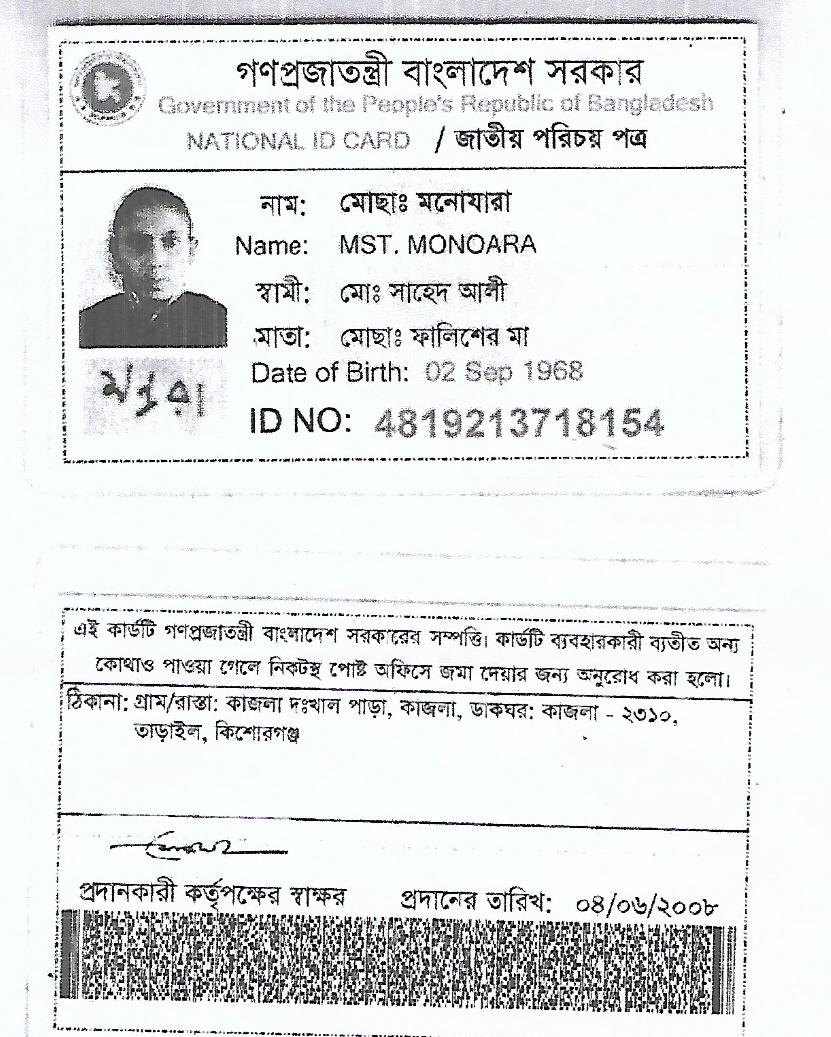 গণপ্রজাতন্ত্রী বাংলাদেশ সরকার
Government of the People's Republic of Bangladesh
NATIONAL ID CARD / জাতীয় পরিচয় পত্র
নাম: মোছাঃ মনোযারা
Name: MST. MONOARA
স্বামী: মোঃ সাহেদ আলী
মাতা: মোছাঃ ফালিশের মা
Date of Birth: 02 Sep 1968
ID NO: 4819213718154
এই কার্ডটি গণপ্রজাতন্ত্রী বাংলাদেশ সরকারের সম্পত্তি। কার্ডটি ব্যবহারকারী ব্যতীত অন্য
কোথাও পাওয়া গেলে নিকটস্থ পোষ্ট অফিসে জমা দেয়ার জন্য অনুরোধ করা হলো।
ঠিকানা: গ্রাম/রাস্তা: কাজলা দঃখাল পাড়া, কাজলা, ডাকঘর: কাজলা - ২৩১০,
তাড়াইল, কিশোরগঞ্জ
প্রদানকারী কর্তৃপক্ষের স্বাক্ষর প্রদানের তারিখ: ০৪/০৬/২০০৮